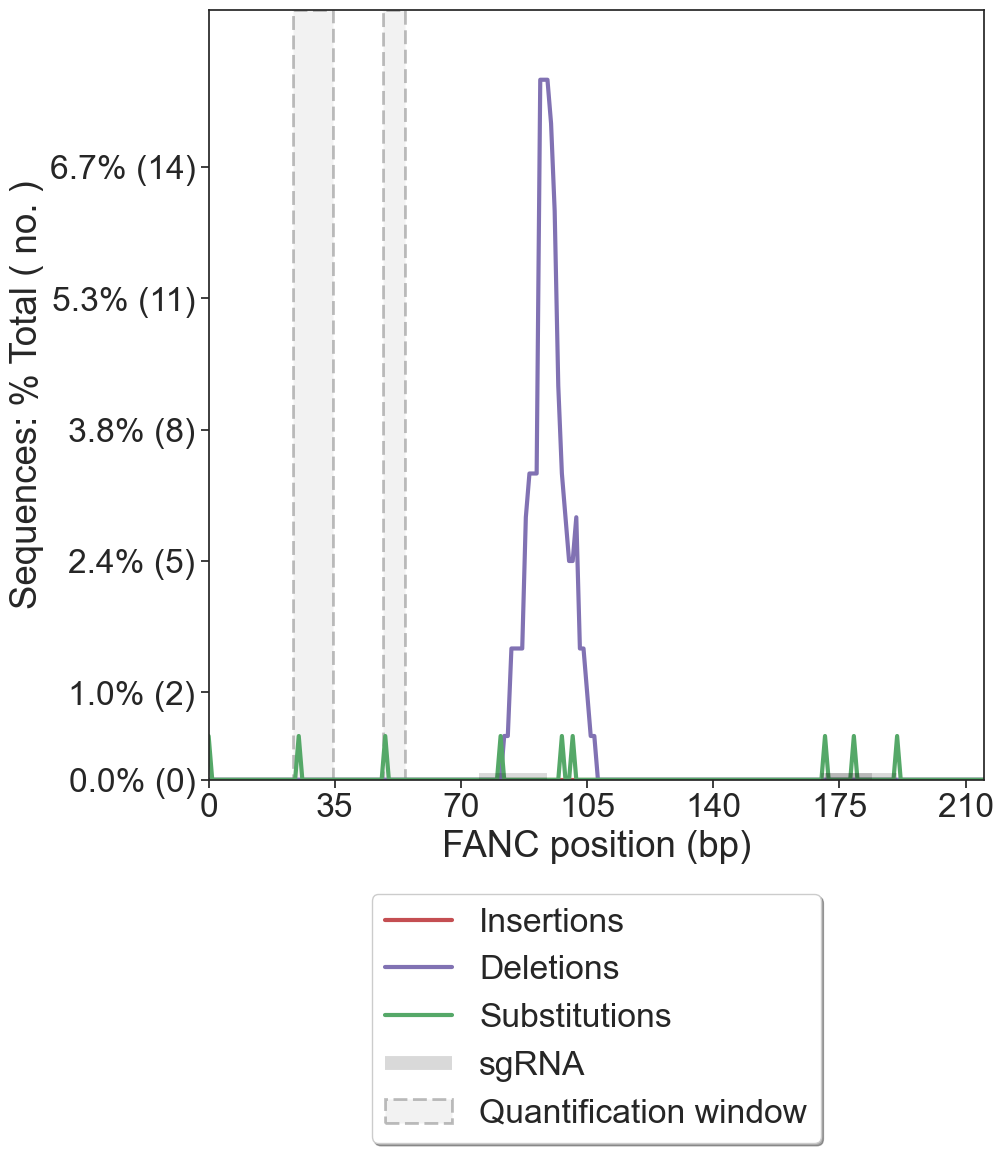 Sequences: % Total ( no. )
6.7% (14)
5.3% (11)
3.8% (8)
2.4% (5)
1.0% (2)
0.0% (0)
0 35 70 105 140 175 210
FANC position (bp)
Insertions
Deletions
Substitutions
sgRNA
Quantification window